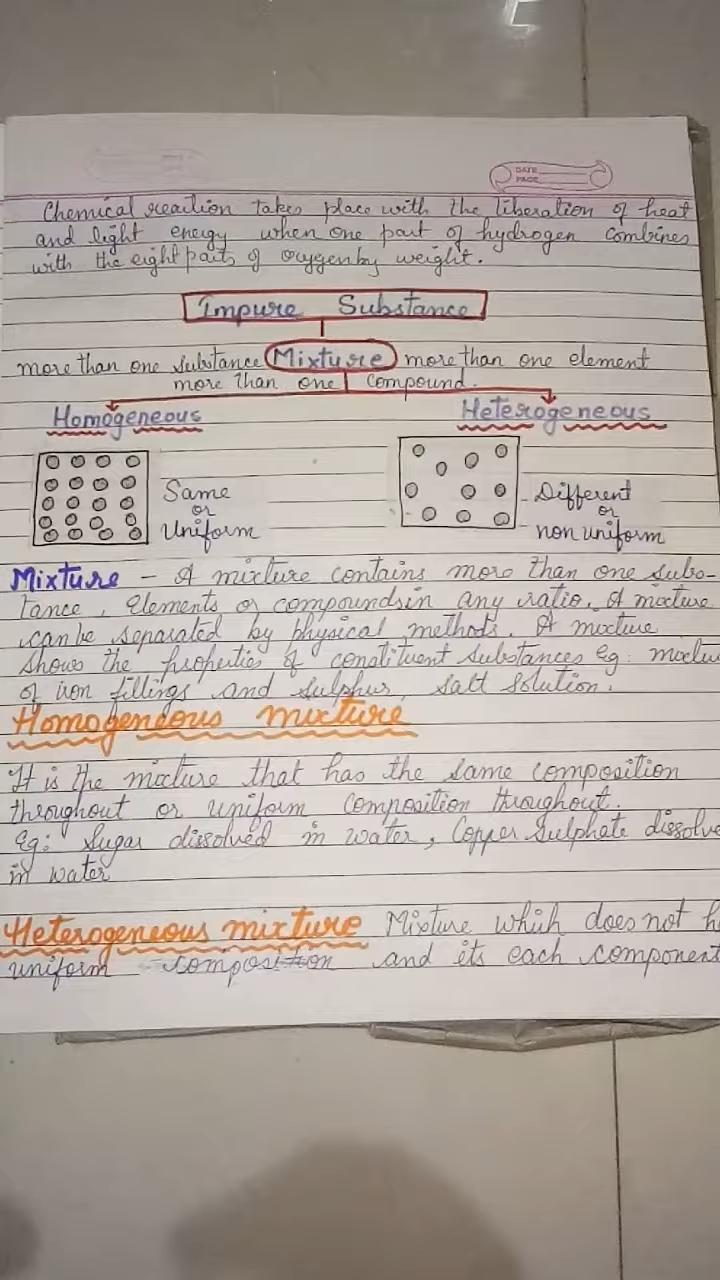 DATE
PAGE
Chemical reaction takes place with the liberation of heat
and light energy when one part of hydrogen combines
with the eight parts of oxygen by weight.
Impure Substance
more than one substance Mixture more than one element
more than one compound.
Homogeneous Heterogeneous
Same
or
Uniform
Different
or
non uniform
Mixture - A mixture contains more than one subs-
tance, Elements or compounds in any ratio. A mixture
can be separated by physical methods. A mixture
shows the properties of constituent substances Eg: mixtu
of iron fillings and sulphur, salt solution.
Homogeneous mixture
It is the mixture that has the same composition
throughout or uniform composition throughout.
Eg: Sugar dissolved in water, Copper Sulphate dissolve
in water
Heterogeneous mixture Mixture which does not h
uniform composition and its each component